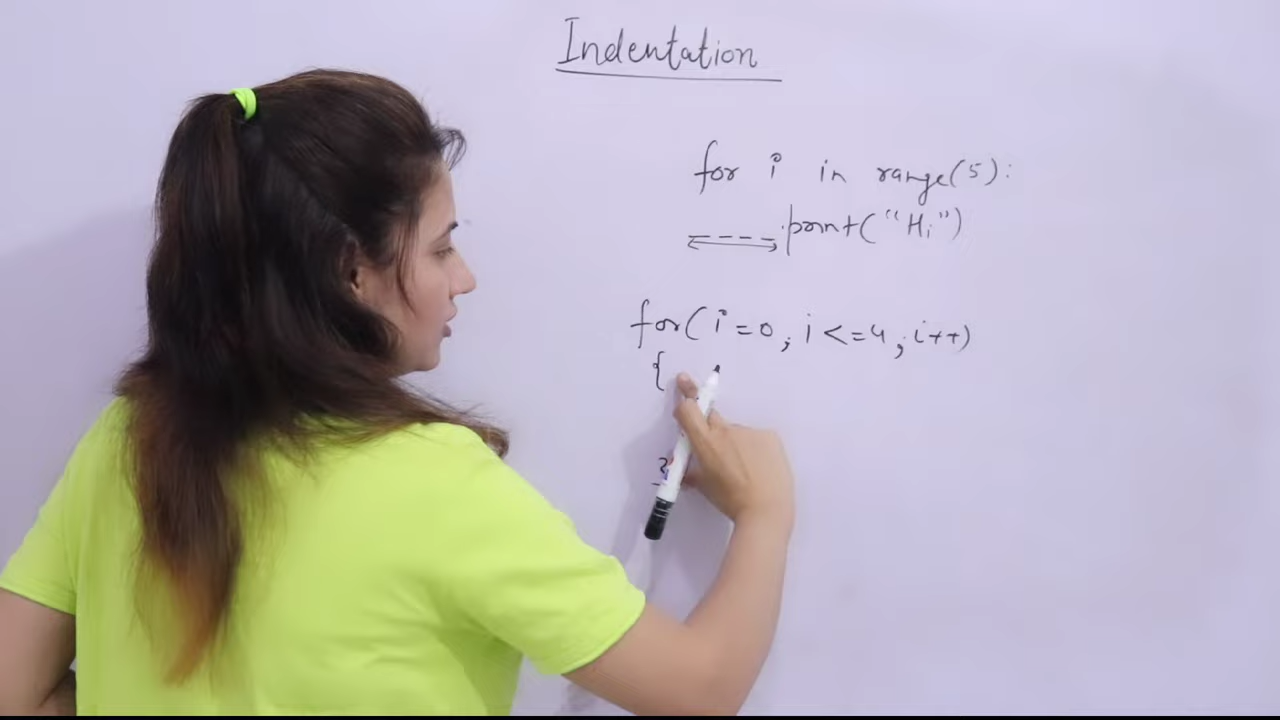 Indentation
for i in range(5):
print("Hi")
for(i=0; i<=4; i++)
{